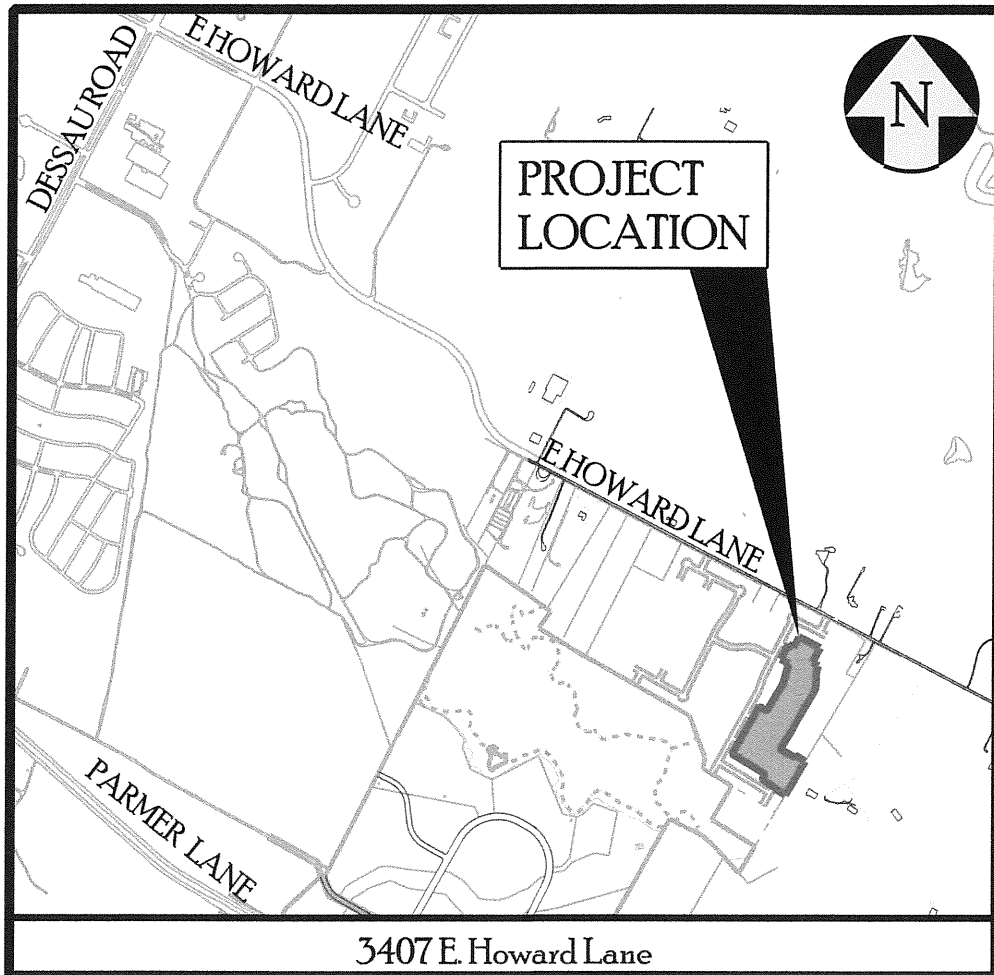 E HOWARD LANE
DESSAU ROAD
N
PROJECT
LOCATION
E HOWARD LANE
PARMER LANE
3407 E. Howard Lane